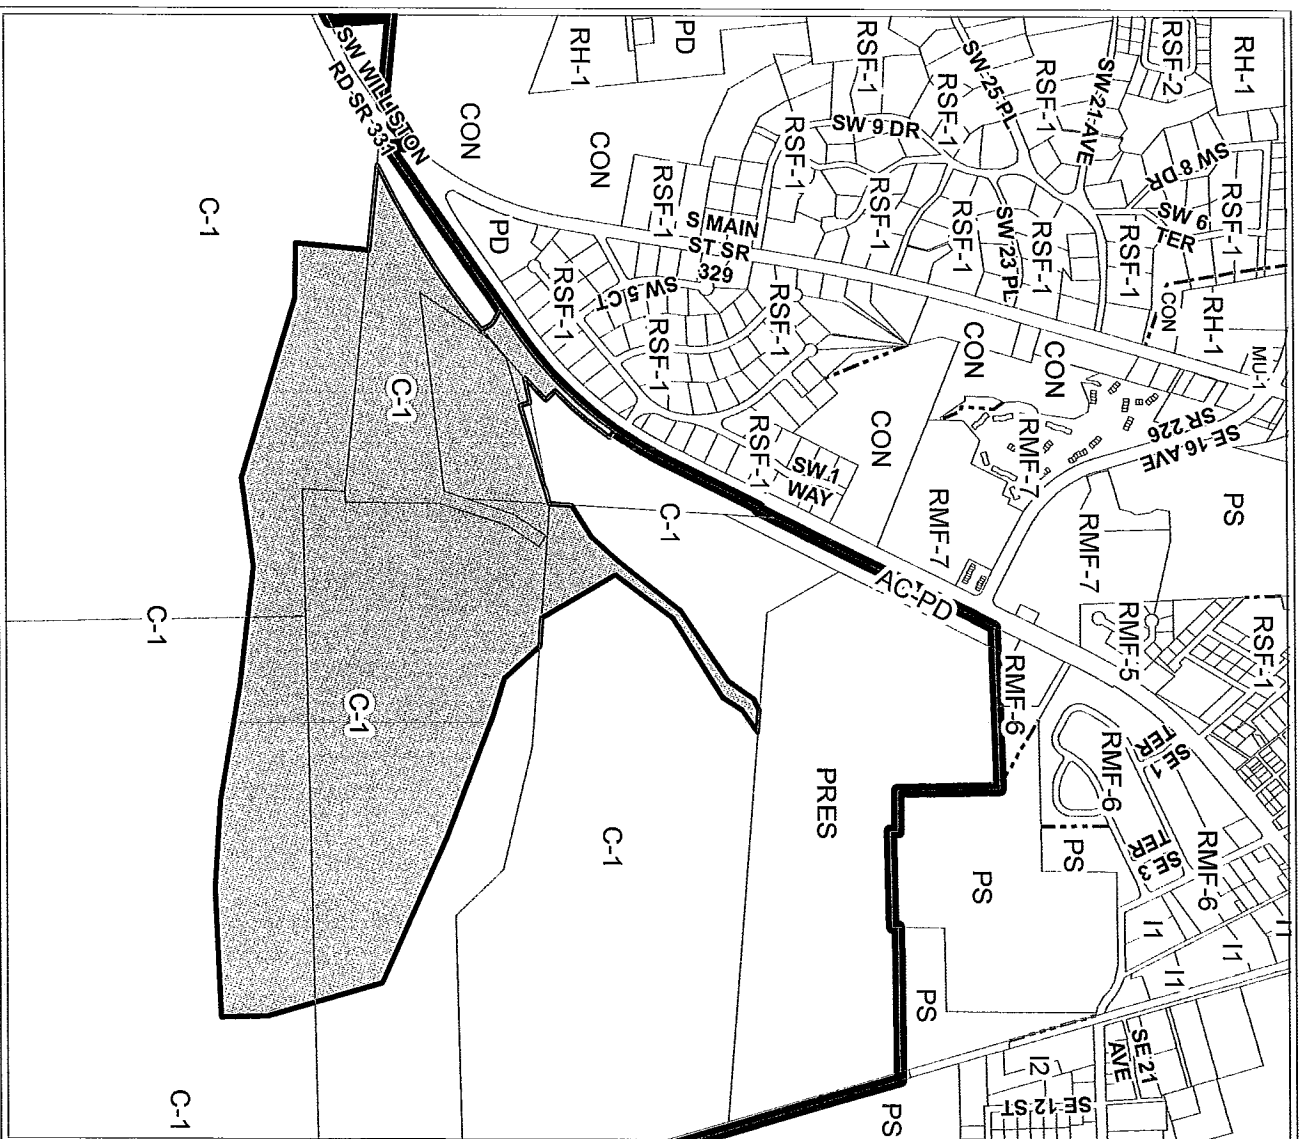 RH-1
RSF-2
SW 21 AVE
RSF-1
SW 25 PL
RSF-1
RSF-1
PD
RH-1
SW 9 DR
RSF-1
SW 8 DR
RSF-1
SW 6
TER
RSF-1
RSF-1
SW 23 PL
RSF-1
RSF-1
CON
CON
RSF-1
S MAIN
ST SR
329
SW WILLISTON
RD SR 331
RH-1
CON
MU-1
CON
CON
PD
RSF-1
SW 5 CT
RSF-1
RSF-1
CON
RSF-1
SW 1
WAY
SE 16 AVE
SR 226
RMF-7
PS
RMF-7
RMF-7
AC-PD
C-1
C-1
C-1
C-1
C-1
RSF-1
RMF-5
RMF-6
SE 1
TER
RMF-6
SE 3
TER
RMF-6
PS
PS
PRES
C-1
I1
I1
I1
I1
PS
SE 21
AVE
I2
SE 12 ST
PS
C-1